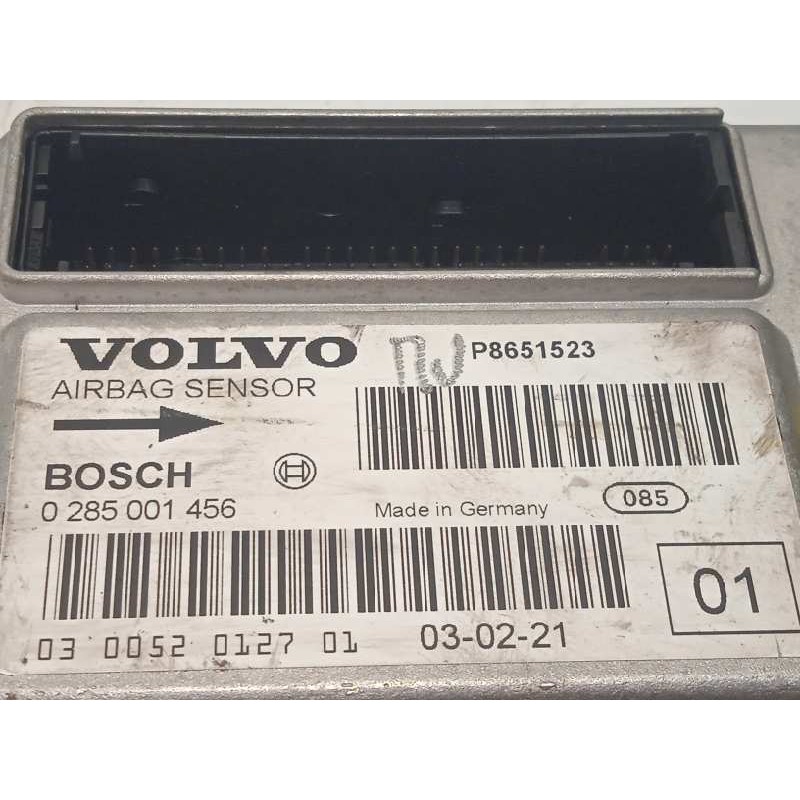 VOLVO
P8651523
AIRBAG SENSOR
BOSCH
0 285 001 456
Made in Germany
085
01
03 0052 0127 01
03-02-21